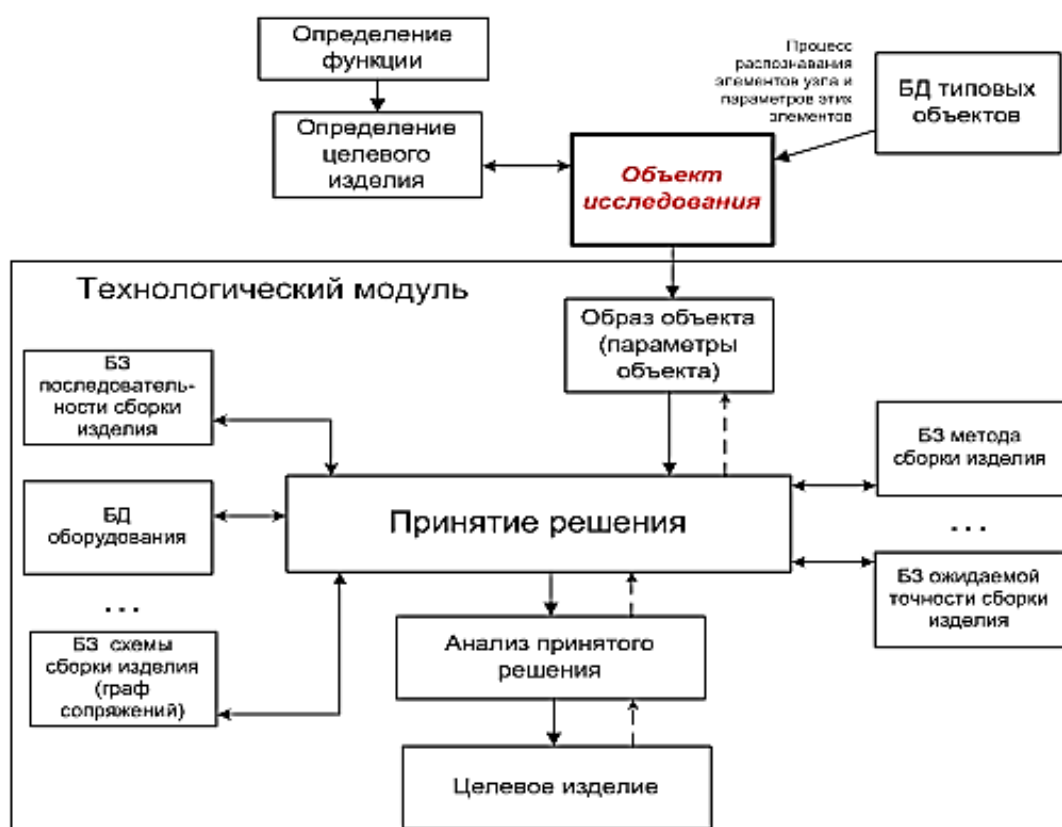 Определение
функции
Процесс
распознавания
элементов узла и
параметров этих
элементов
БД типовых
объектов
Определение
целевого
изделия
Объект
исследования
Технологический модуль
Образ объекта
(параметры
объекта)
БЗ
последователь-
ности сборки
изделия
БЗ метода
сборки изделия
БД
оборудования
Принятие решения
...
...
БЗ ожидаемой
точности сборки
изделия
БЗ схемы
сборки изделия
(граф
сопряжений)
Анализ принятого
решения
Целевое изделие